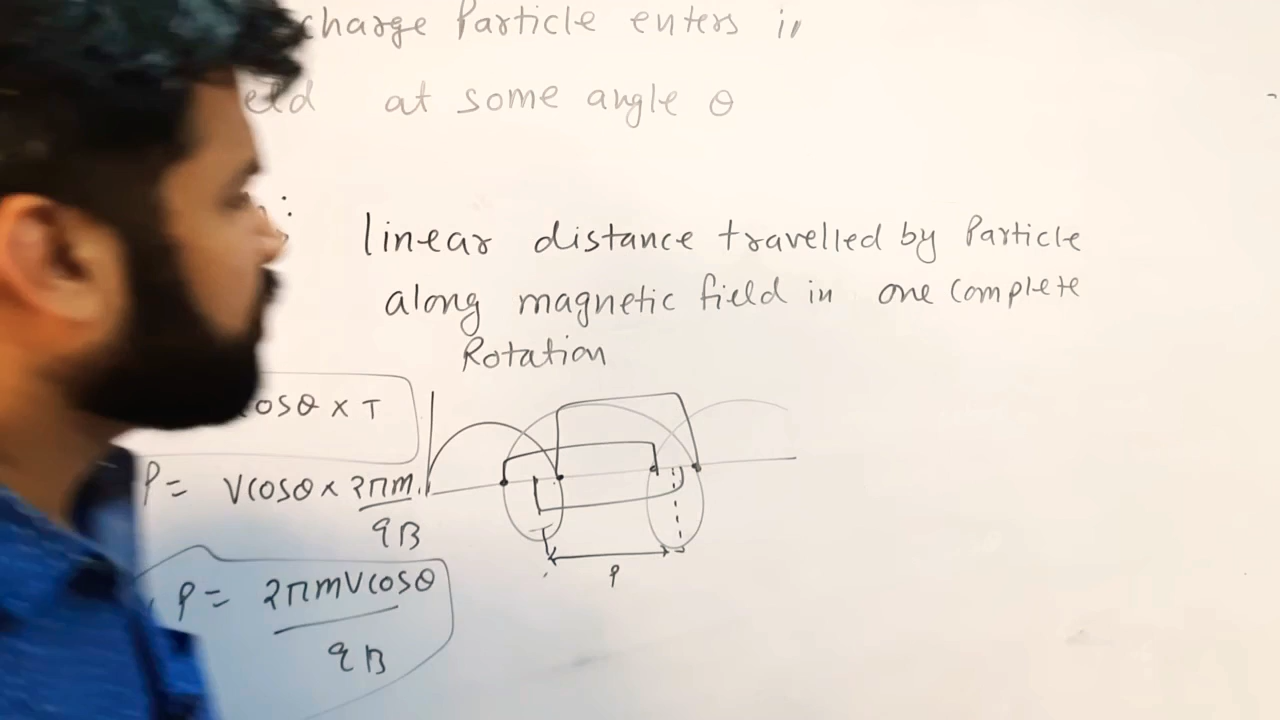 charge Particle enters in
eld at some angle θ
: linear distance travelled by Particle
along magnetic field in one complete
Rotation
cosθ × T
P = Vcosθ × 2πm
qB
P = 2πmVcosθ
qB
P